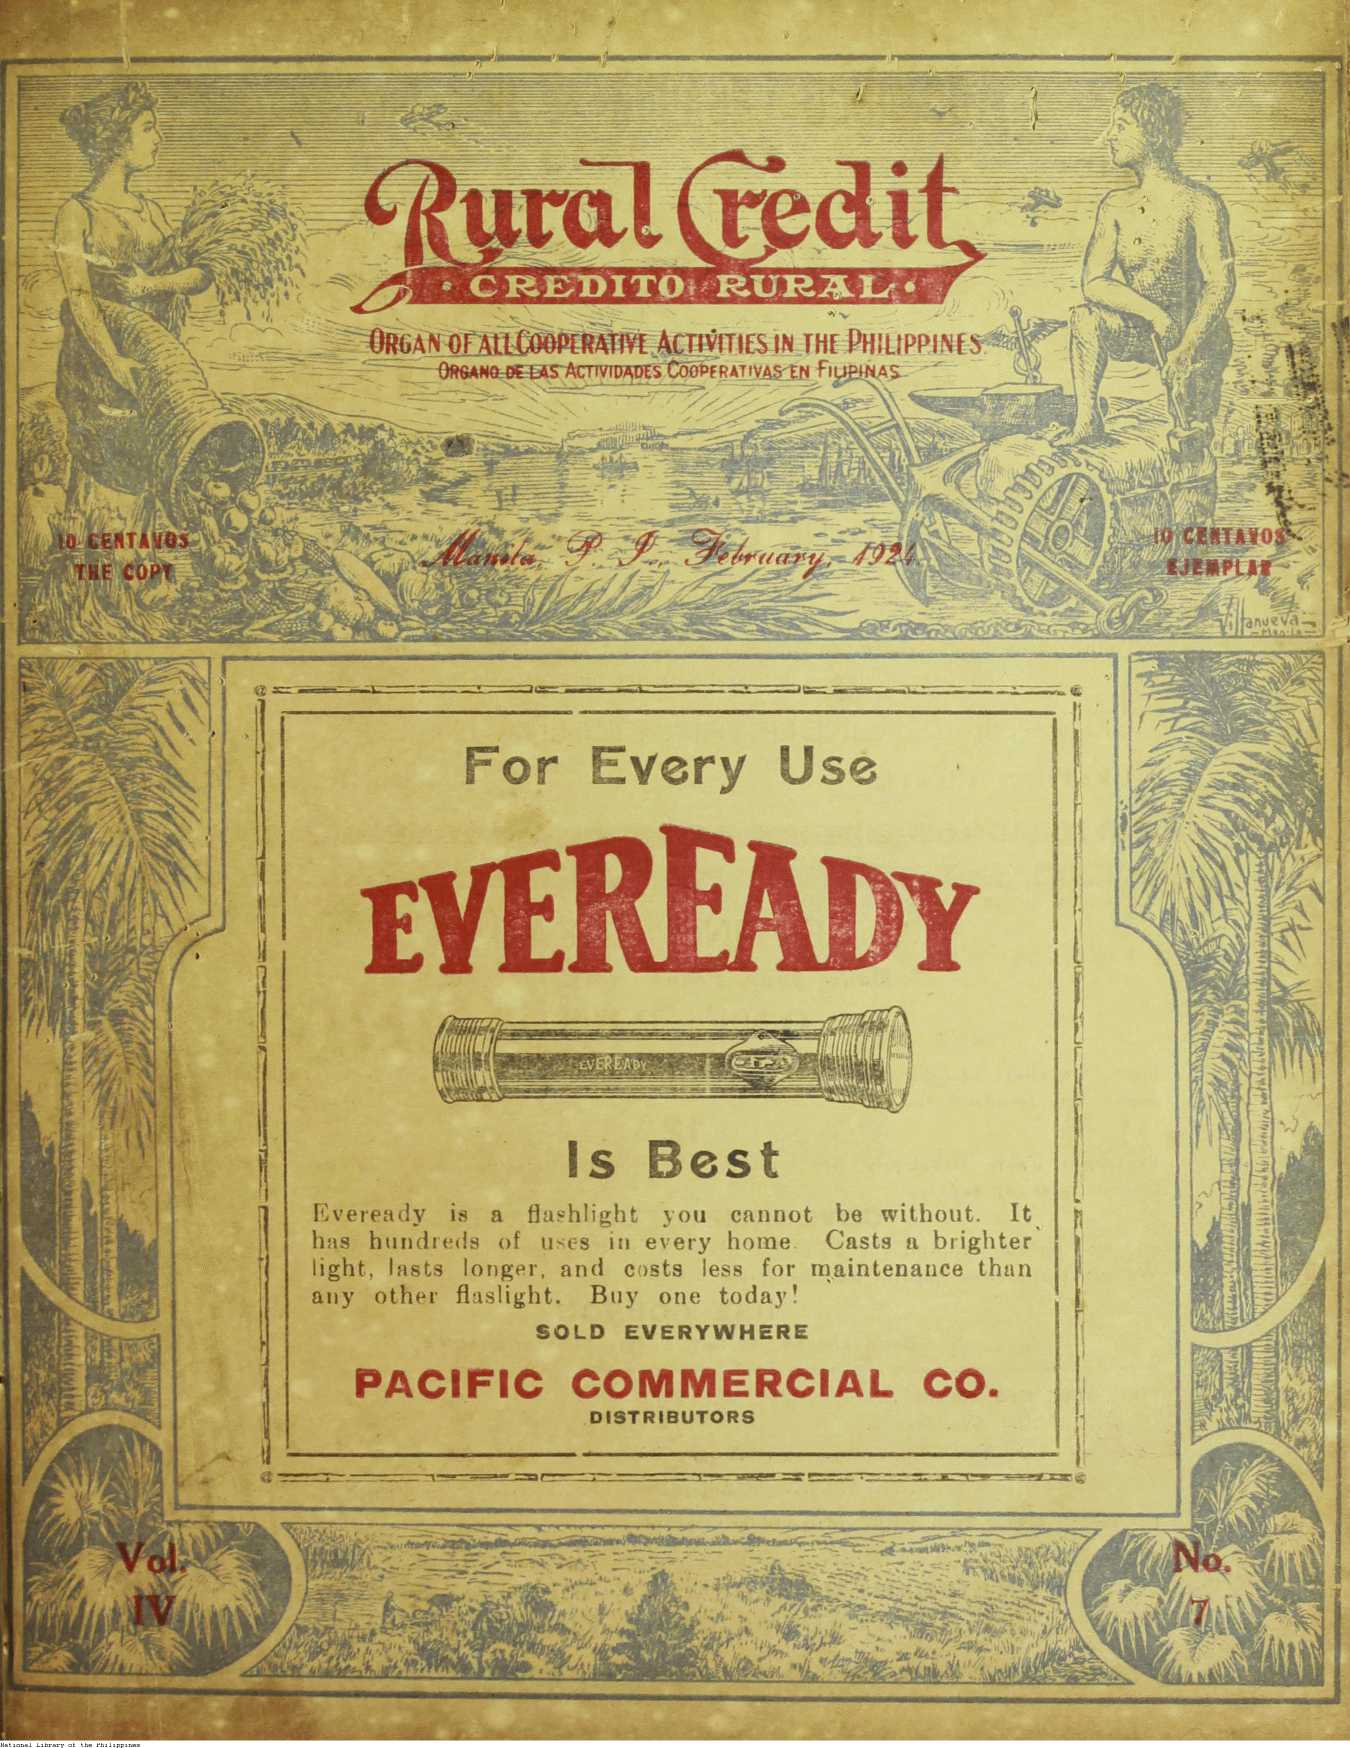 Rural Credit
· CREDITO RURAL ·
ORGAN OF ALL COOPERATIVE ACTIVITIES IN THE PHILIPPINES.
ORGANO DE LAS ACTIVIDADES COOPERATIVAS EN FILIPINAS
10 CENTAVOS
THE COPY
Manila, P. I., February, 1924
10 CENTAVOS
EJEMPLAR
Villanueva
-Manila-
For Every Use
EVEREADY
EVEREADY
Is Best
Eveready is a flashlight you cannot be without. It
has hundreds of uses in every home. Casts a brighter
light, lasts longer, and costs less for maintenance than
any other flaslight. Buy one today!
SOLD EVERYWHERE
PACIFIC COMMERCIAL CO.
DISTRIBUTORS
Vol.
IV
No.
7
National Library of the Philippines